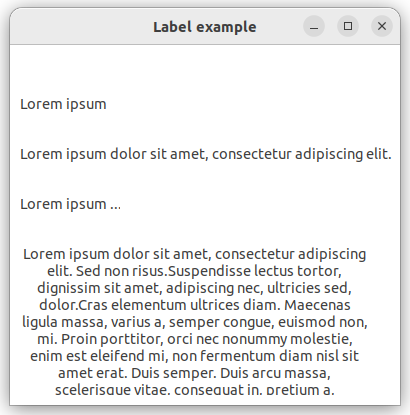 Label example
Lorem ipsum
Lorem ipsum dolor sit amet, consectetur adipiscing elit.
Lorem ipsum ...
Lorem ipsum dolor sit amet, consectetur adipiscing
elit. Sed non risus.Suspendisse lectus tortor,
dignissim sit amet, adipiscing nec, ultricies sed,
dolor.Cras elementum ultrices diam. Maecenas
ligula massa, varius a, semper congue, euismod non,
mi. Proin porttitor, orci nec nonummy molestie,
enim est eleifend mi, non fermentum diam nisl sit
amet erat. Duis semper. Duis arcu massa,
scelerisque vitae, consequat in, pretium a,